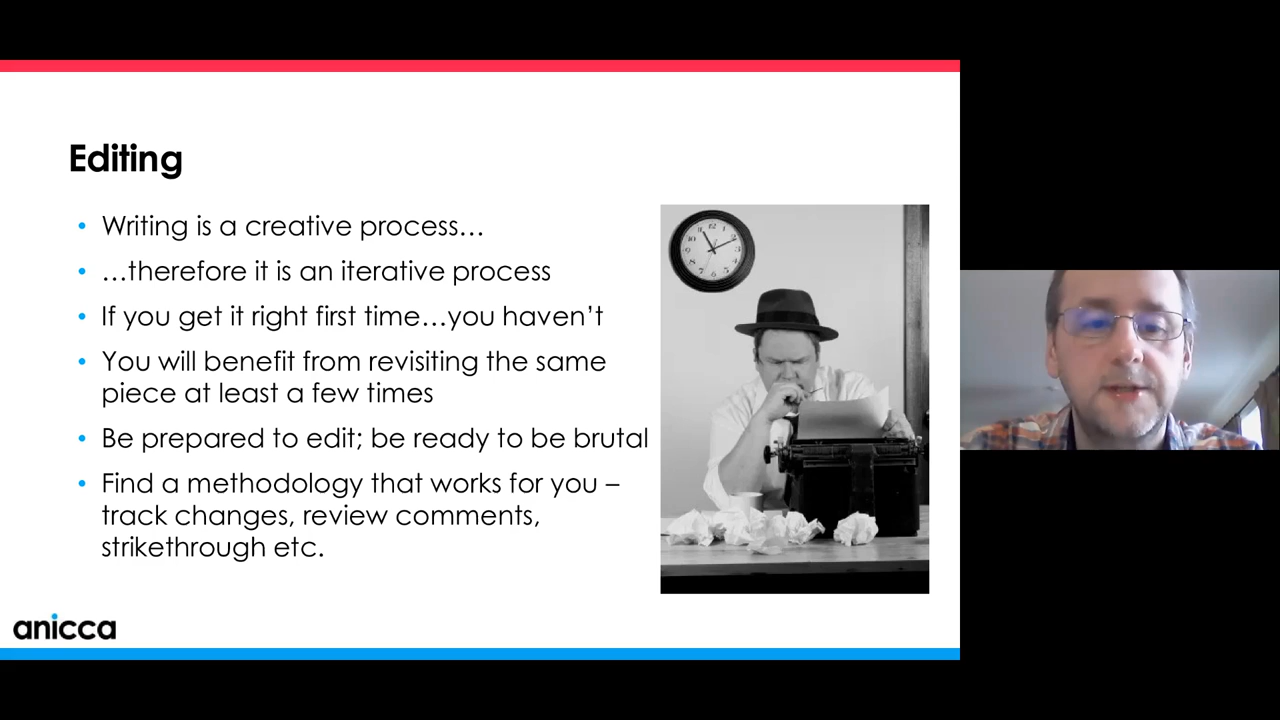 Editing
• Writing is a creative process…
• …therefore it is an iterative process
• If you get it right first time…you haven’t
• You will benefit from revisiting the same
piece at least a few times
• Be prepared to edit; be ready to be brutal
• Find a methodology that works for you –
track changes, review comments,
strikethrough etc.
anicca